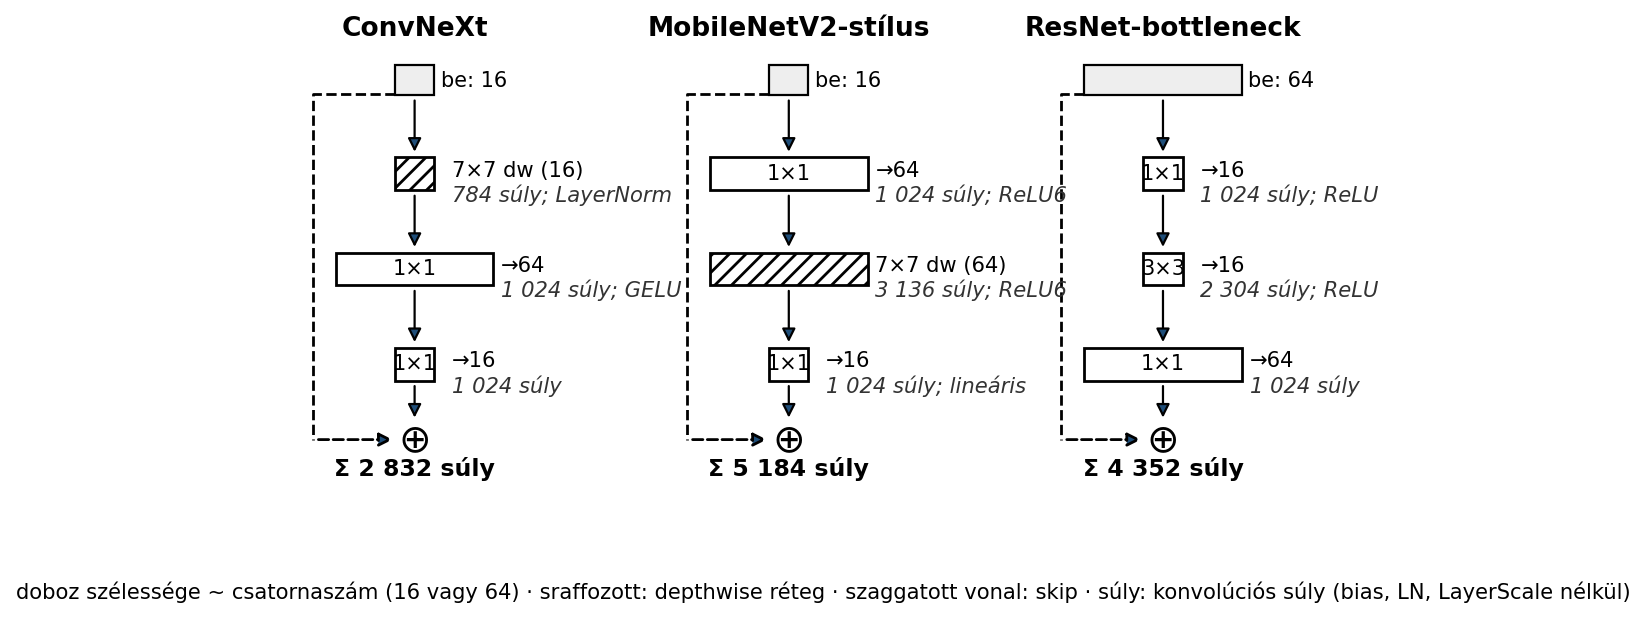 ConvNeXt
be: 16
7×7 dw (16)
784 súly; LayerNorm
1×1
→64
1 024 súly; GELU
1×1
→16
1 024 súly
Σ 2 832 súly
MobileNetV2-stílus
be: 16
1×1
→64
1 024 súly; ReLU6
7×7 dw (64)
3 136 súly; ReLU6
1×1
→16
1 024 súly; lineáris
Σ 5 184 súly
ResNet-bottleneck
be: 64
1×1
→16
1 024 súly; ReLU
3×3
→16
2 304 súly; ReLU
1×1
→64
1 024 súly
Σ 4 352 súly
doboz szélessége ~ csatornaszám (16 vagy 64) · sraffozott: depthwise réteg · szaggatott vonal: skip · súly: konvolúciós súly (bias, LN, LayerScale nélkül)